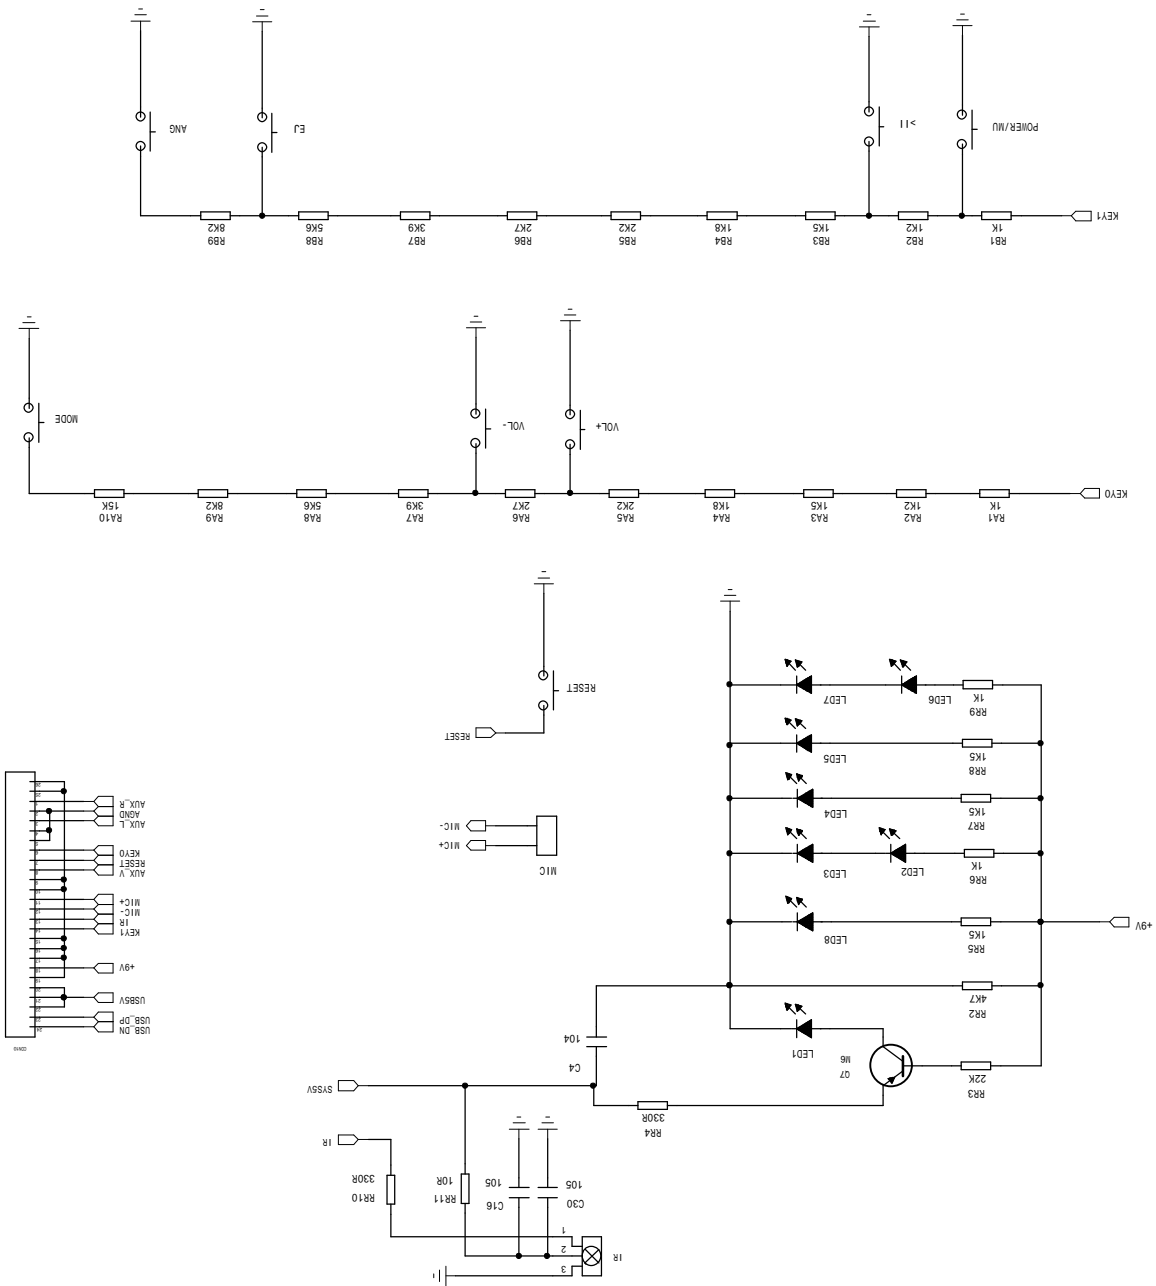 IR
3
2
1
C30
105
C16
105
RR11
10R
RR10
330R
IR
RR4
330R
SYS5V
RR3
22K
Q7
M6
LED1
C4
104
RR2
4K7
+9V
RR5
1K5
LED8
RR6
1K
LED2
LED3
RR7
1K5
LED4
RR8
1K5
LED5
RR9
1K
LED6
LED7
MIC
MIC+
MIC-
RESET
RESET
USB_DN
USB_DP
USB5V
+9V
KEY1
IR
MIC-
MIC+
AUX_V
RESET
KEY0
AUX_L
AGND
AUX_R
RA1
1K
RA2
1K2
RA3
1K5
RA4
1K8
RA5
2K2
RA6
2K7
RA7
3K9
RA8
5K6
RA9
8K2
RA10
15K
KEY0
VOL+
VOL-
MODE
RB1
1K
RB2
1K2
RB3
1K5
RB4
1K8
RB5
2K2
RB6
2K7
RB7
3K9
RB8
5K6
RB9
8K2
KEY1
POWER/MU
>II
EJ
ANG